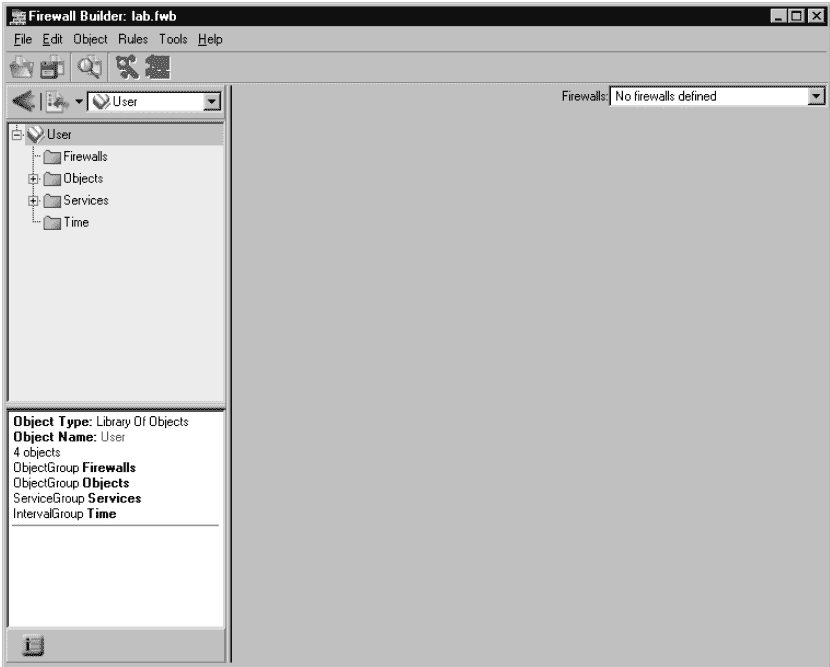 Firewall Builder: lab.fwb
File Edit Object Rules Tools Help
User
Firewalls: No firewalls defined
User
Firewalls
Objects
Services
Time
Object Type: Library Of Objects
Object Name: User
4 objects
ObjectGroup Firewalls
ObjectGroup Objects
ServiceGroup Services
IntervalGroup Time
i